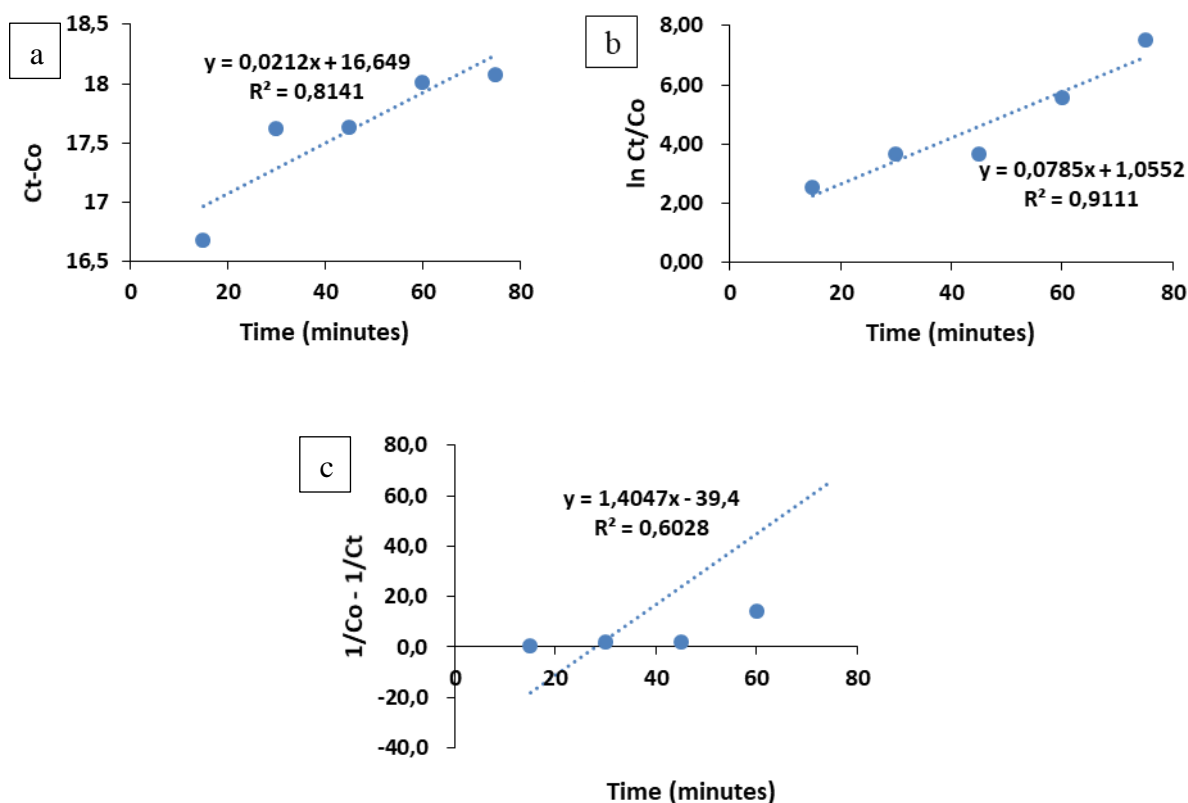 a
18,5
18
17,5
17
16,5
Ct-Co
y = 0,0212x + 16,649
R² = 0,8141
0 20 40 60 80
Time (minutes)
b
8,00
6,00
4,00
2,00
0,00
ln Ct/Co
y = 0,0785x + 1,0552
R² = 0,9111
0 20 40 60 80
Time (minutes)
c
80,0
60,0
40,0
20,0
0,0
-20,0
-40,0
1/Co - 1/Ct
y = 1,4047x - 39,4
R² = 0,6028
0 20 40 60 80
Time (minutes)